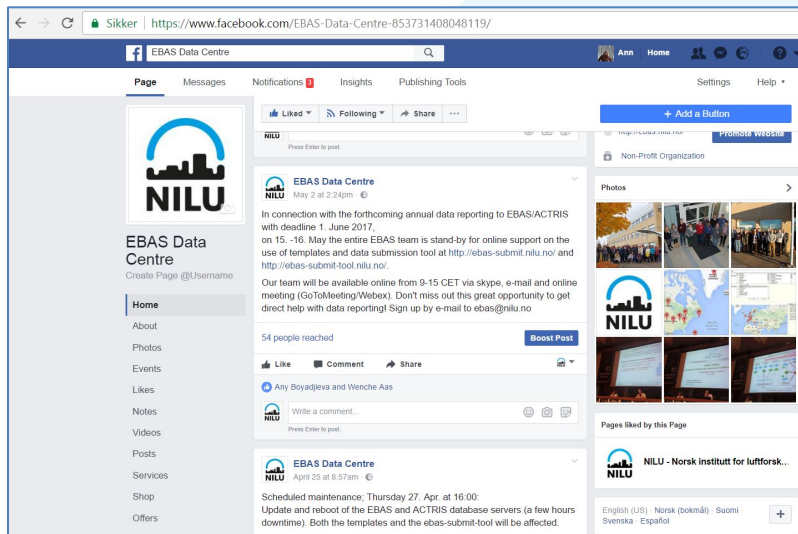 Sikker | https://www.facebook.com/EBAS-Data-Centre-853731408048119/
EBAS Data Centre
Ann Home
Page Messages Notifications 3 Insights Publishing Tools Settings Help
Liked Following Share ...
+ Add a Button
NILU
EBAS Data
Centre
Create Page @Username
Home
About
Photos
Events
Likes
Notes
Videos
Posts
Services
Shop
Offers
NILU
Press Enter to post.
NILU
EBAS Data Centre
May 2 at 2:24pm ·
In connection with the forthcoming annual data reporting to EBAS/ACTRIS
with deadline 1. June 2017,
on 15. -16. May the entire EBAS team is stand-by for online support on the
use of templates and data submission tool at http://ebas-submit.nilu.no/ and
http://ebas-submit-tool.nilu.no/.
Our team will be available online from 9-15 CET via skype, e-mail and online
meeting (GoToMeeting/Webex). Don't miss out this great opportunity to get
direct help with data reporting! Sign up by e-mail to ebas@nilu.no
54 people reached
Boost Post
Like Comment Share
Any Boyadjieva and Wenche Aas
NILU
Write a comment...
Press Enter to post.
NILU
EBAS Data Centre
April 25 at 8:57am ·
Scheduled maintenance; Thursday 27. Apr. at 16:00:
Update and reboot of the EBAS and ACTRIS database servers (a few hours
downtime). Both the templates and the ebas-submit-tool will be affected.
http://ebas.nilu.no/
Promote Website
Non-Profit Organization
Photos
NILU
Pages liked by this Page
NILU
NILU - Norsk institutt for luftforsk...
English (US) · Norsk (bokmål) · Suomi ·
Svenska · Español
+